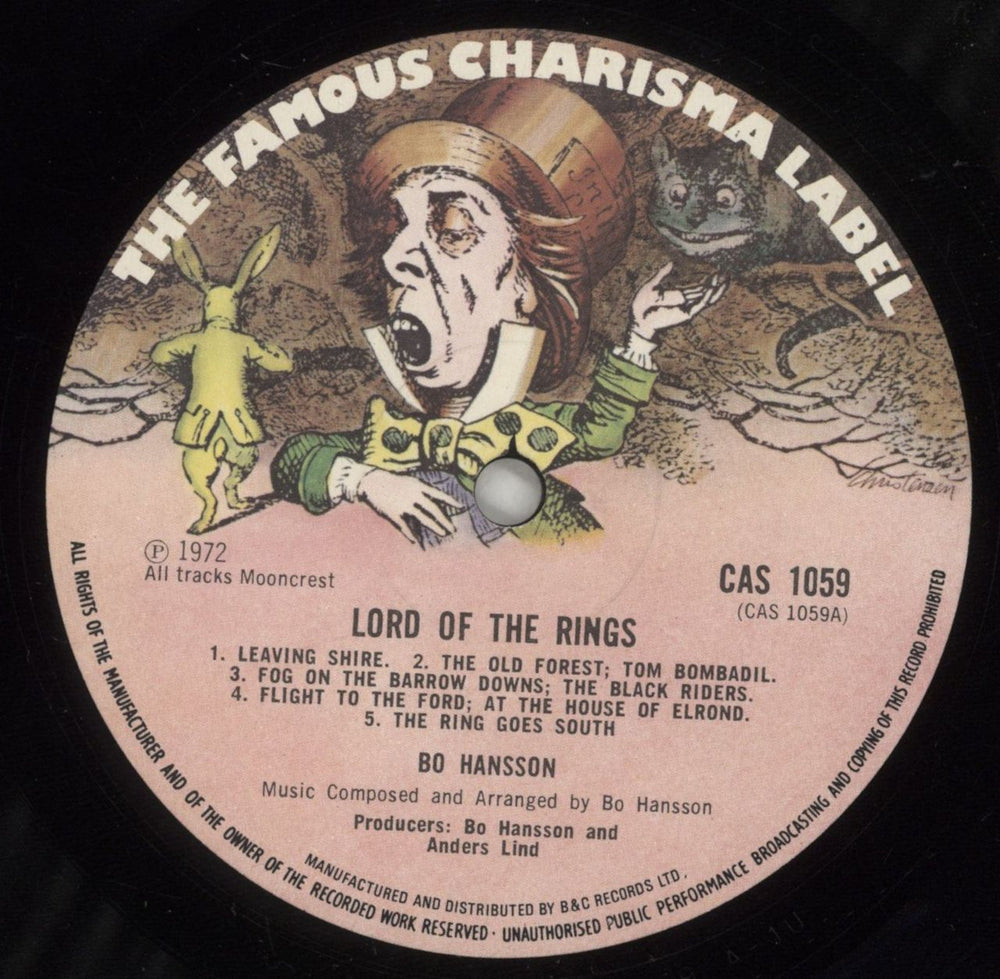 THE FAMOUS CHARISMA LABEL
Christensen
Ⓟ 1972
All tracks Mooncrest
CAS 1059
(CAS 1059A)
LORD OF THE RINGS
1. LEAVING SHIRE. 2. THE OLD FOREST; TOM BOMBADIL.
3. FOG ON THE BARROW DOWNS; THE BLACK RIDERS.
4. FLIGHT TO THE FORD; AT THE HOUSE OF ELROND.
5. THE RING GOES SOUTH
BO HANSSON
Music Composed and Arranged by Bo Hansson
Producers: Bo Hansson and
Anders Lind
MANUFACTURED AND DISTRIBUTED BY B&C RECORDS LTD.
ALL RIGHTS OF THE MANUFACTURER AND OF THE OWNER OF THE RECORDED WORK RESERVED · UNAUTHORISED PUBLIC PERFORMANCE BROADCASTING AND COPYING OF THIS RECORD PROHIBITED